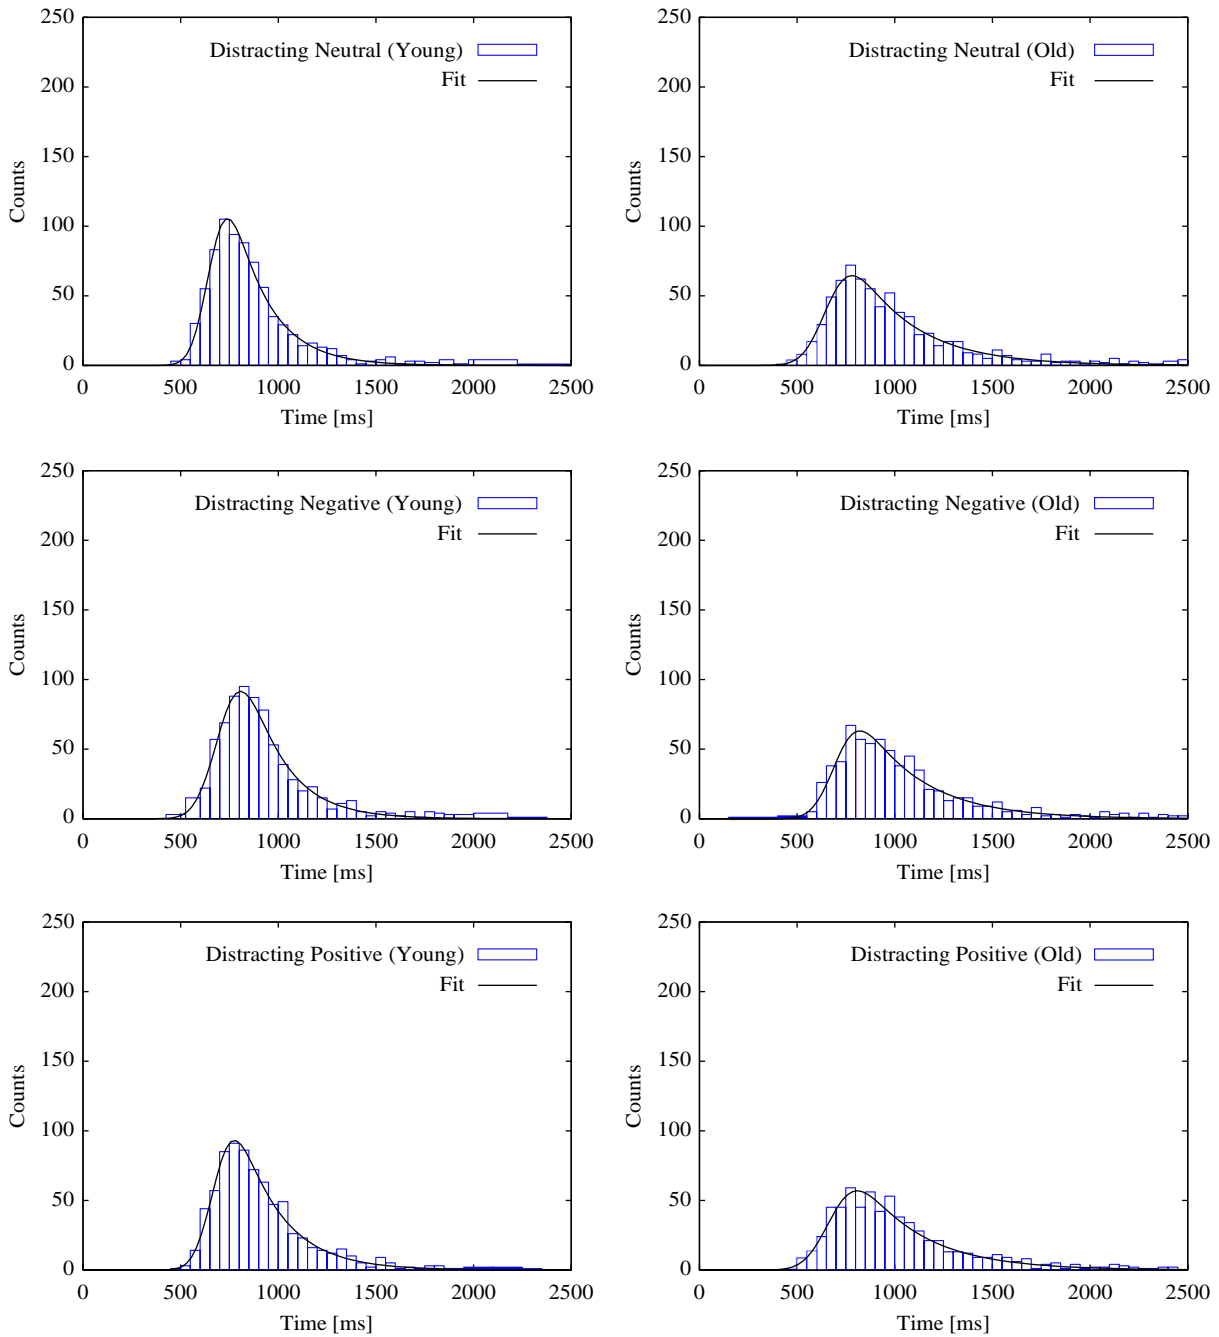 250
200
150
100
50
0
Counts
Distracting Neutral (Young)
Fit
0 500 1000 1500 2000 2500
Time [ms]
250
200
150
100
50
0
Counts
Distracting Neutral (Old)
Fit
0 500 1000 1500 2000 2500
Time [ms]
250
200
150
100
50
0
Counts
Distracting Negative (Young)
Fit
0 500 1000 1500 2000 2500
Time [ms]
250
200
150
100
50
0
Counts
Distracting Negative (Old)
Fit
0 500 1000 1500 2000 2500
Time [ms]
250
200
150
100
50
0
Counts
Distracting Positive (Young)
Fit
0 500 1000 1500 2000 2500
Time [ms]
250
200
150
100
50
0
Counts
Distracting Positive (Old)
Fit
0 500 1000 1500 2000 2500
Time [ms]